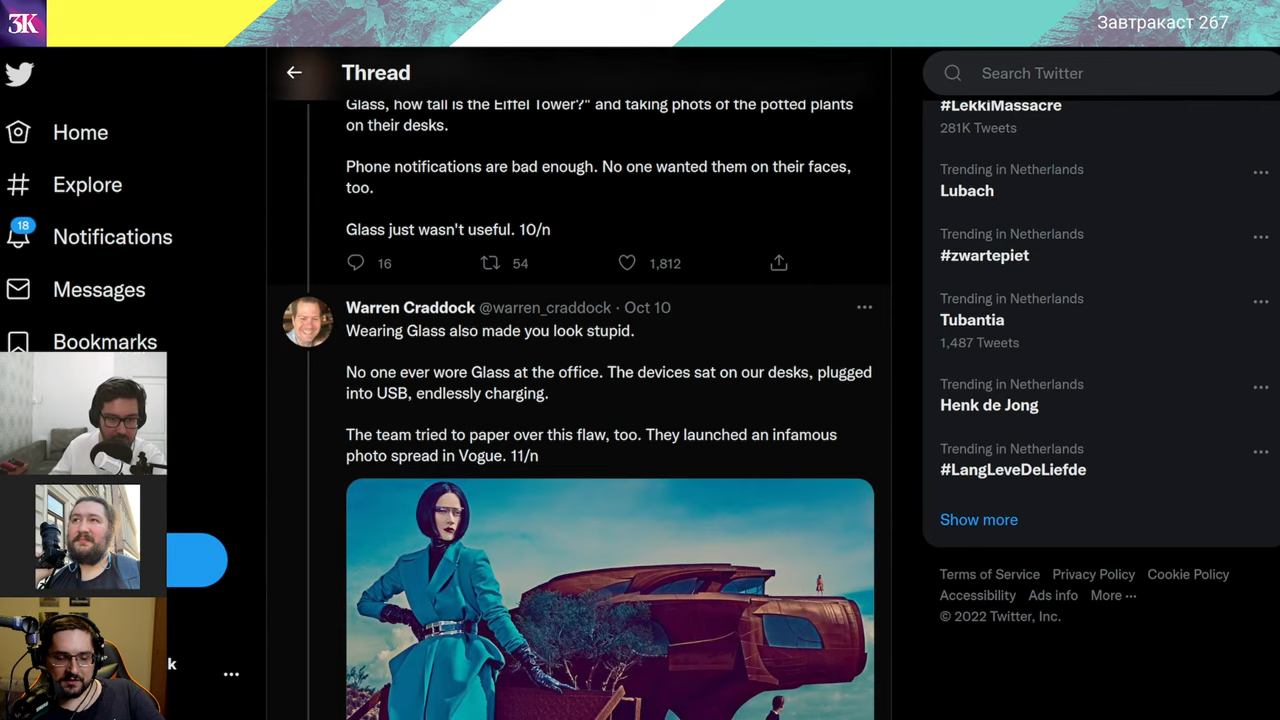 3K
Завтракаст 267
Home
Explore
18
Notifications
Messages
Bookmarks
k
Thread
Glass, how tall is the Eiffel Tower?" and taking phots of the potted plants
on their desks.
Phone notifications are bad enough. No one wanted them on their faces,
too.
Glass just wasn't useful. 10/n
16
54
1,812
Warren Craddock @warren_craddock · Oct 10
Wearing Glass also made you look stupid.
No one ever wore Glass at the office. The devices sat on our desks, plugged
into USB, endlessly charging.
The team tried to paper over this flaw, too. They launched an infamous
photo spread in Vogue. 11/n
Search Twitter
#LekkiMassacre
281K Tweets
Trending in Netherlands
Lubach
Trending in Netherlands
#zwartepiet
Trending in Netherlands
Tubantia
1,487 Tweets
Trending in Netherlands
Henk de Jong
Trending in Netherlands
#LangLeveDeLiefde
Show more
Terms of Service Privacy Policy Cookie Policy
Accessibility Ads info More ···
© 2022 Twitter, Inc.